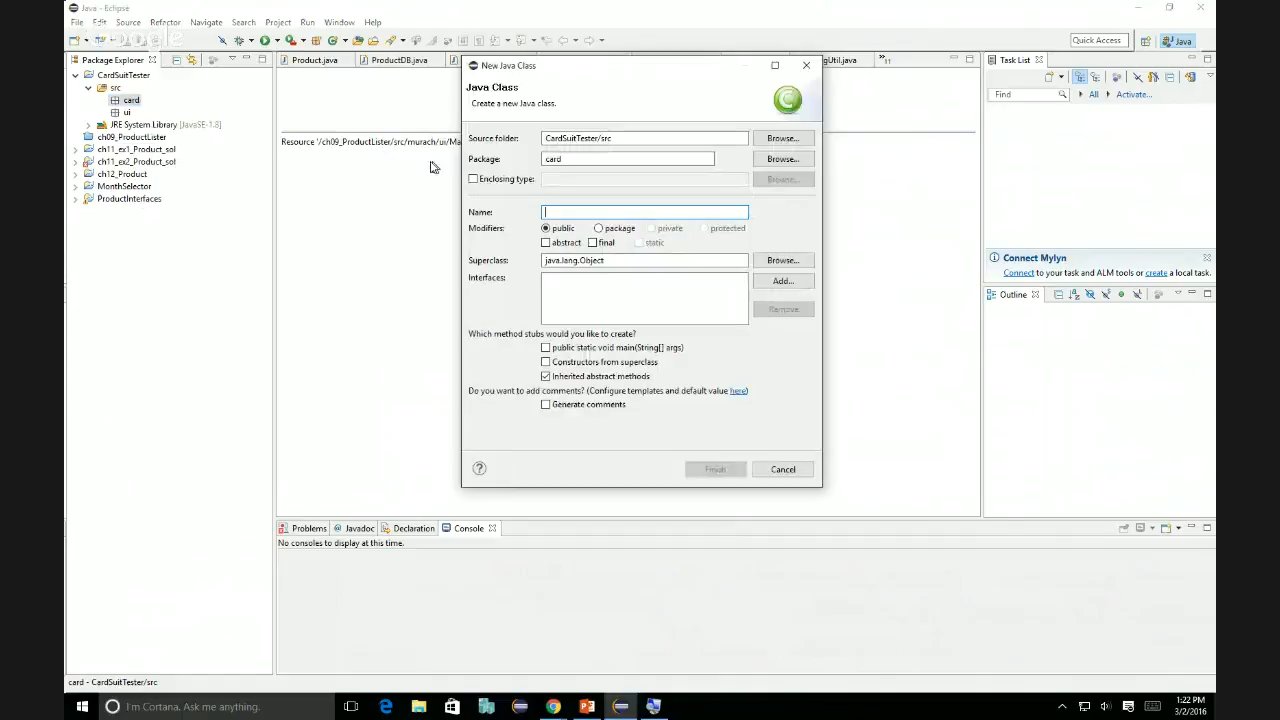 Java - Eclipse
File Edit Source Refactor Navigate Search Project Run Window Help
Google
Quick Access
Java
Package Explorer
Product.java
ProductDB.java
gUtil.java
11
Task List
CardSuitTester
src
card
ui
JRE System Library [JavaSE-1.8]
ch09_ProductLister
ch11_ex1_Product_sol
ch11_ex2_Product_sol
ch12_Product
MonthSelector
ProductInterfaces
Resource '/ch09_ProductLister/src/murach/ui/Ma
New Java Class
Java Class
Create a new Java class.
Source folder: CardSuitTester/src Browse...
Package: card Browse...
Enclosing type: Browse...
Name:
Modifiers: public package private protected
abstract final static
Superclass: java.lang.Object Browse...
Interfaces: Add...
Remove
Which method stubs would you like to create?
public static void main(String[] args)
Constructors from superclass
Inherited abstract methods
Do you want to add comments? (Configure templates and default value here)
Generate comments
? Finish Cancel
Find All Activate...
Connect Mylyn
Connect to your task and ALM tools or create a local task.
Outline
Problems Javadoc Declaration Console
No consoles to display at this time.
card - CardSuitTester/src
I'm Cortana. Ask me anything.
1:22 PM
3/2/2016